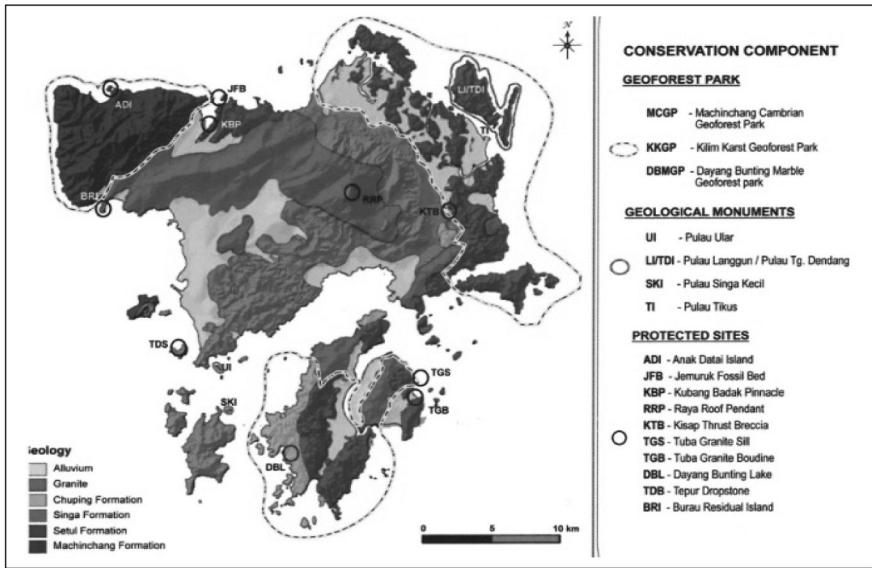 N
ADI
JFB
KBP
BRI
RRP
KTB
LI/TDI
TI
TDS
UI
SKI
TGS
TGB
DBL
Geology
Alluvium
Granite
Chuping Formation
Singa Formation
Setul Formation
Machinchang Formation
0 5 10 km
CONSERVATION COMPONENT
GEOFOREST PARK
MCGP - Machinchang Cambrian
Geoforest Park
KKGP - Kilim Karst Geoforest Park
DBMGP - Dayang Bunting Marble
Geoforest park
GEOLOGICAL MONUMENTS
UI - Pulau Ular
LI/TDI - Pulau Langgun / Pulau Tg. Dendang
SKI - Pulau Singa Kecil
TI - Pulau Tikus
PROTECTED SITES
ADI - Anak Datai Island
JFB - Jemuruk Fossil Bed
KBP - Kubang Badak Pinnacle
RRP - Raya Roof Pendant
KTB - Kisap Thrust Breccia
TGS - Tuba Granite Sill
TGB - Tuba Granite Boudine
DBL - Dayang Bunting Lake
TDB - Tepur Dropstone
BRI - Burau Residual Island